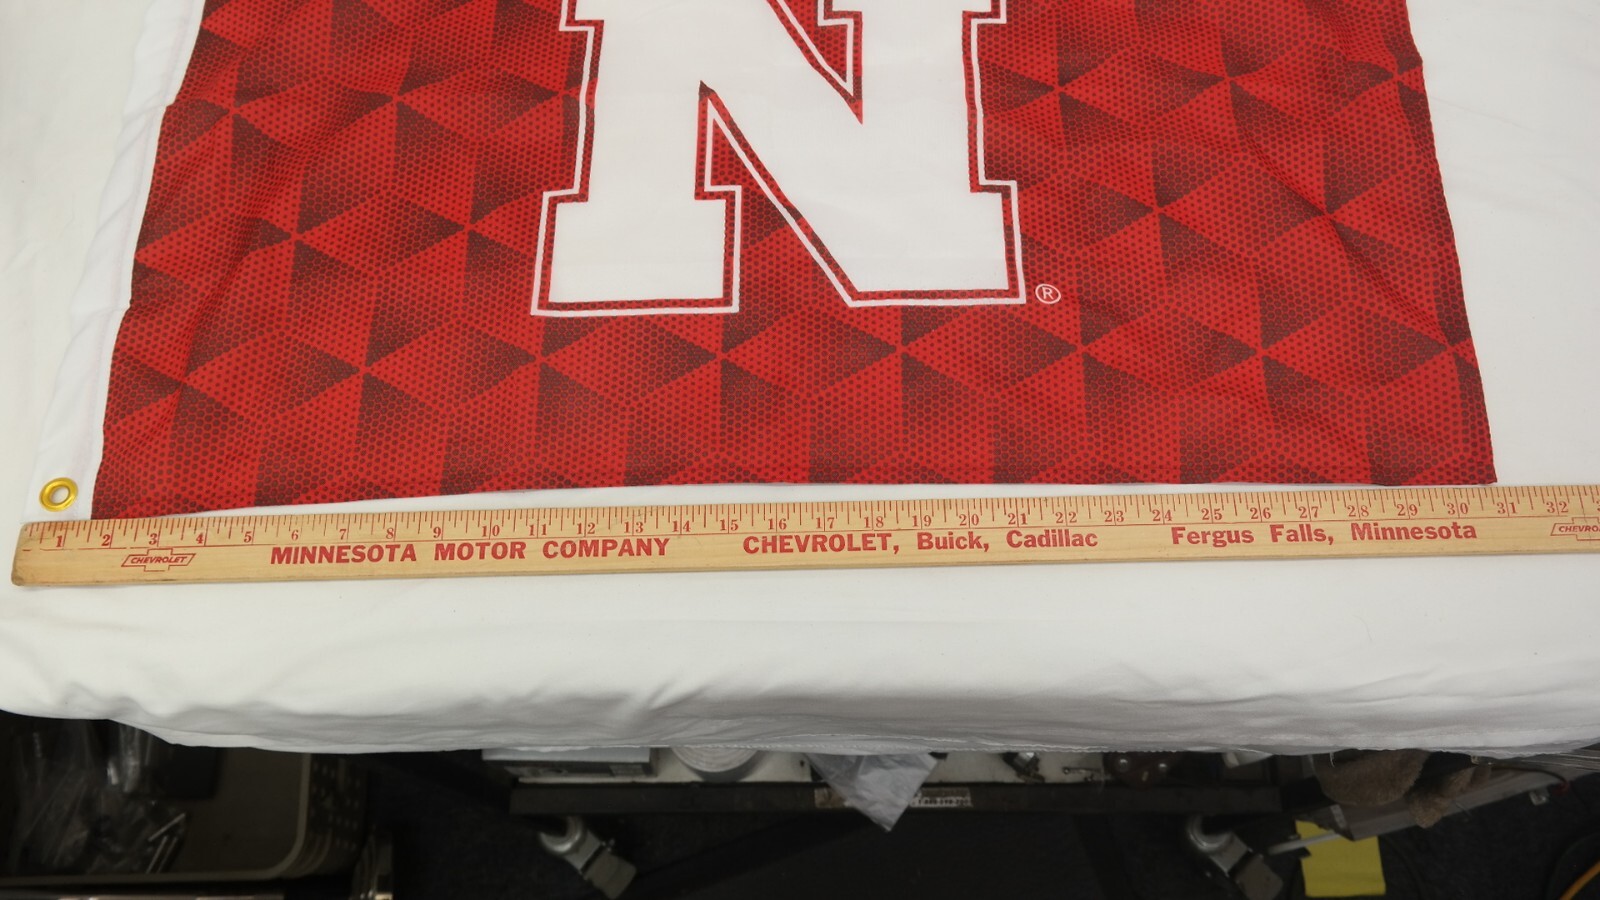 N
®
1 2 3 4 5 6 7 8 9 10 11 12 13 14 15 16 17 18 19 20 21 22 23 24 25 26 27 28 29 30 31 32
CHEVROLET MINNESOTA MOTOR COMPANY CHEVROLET, Buick, Cadillac Fergus Falls, Minnesota